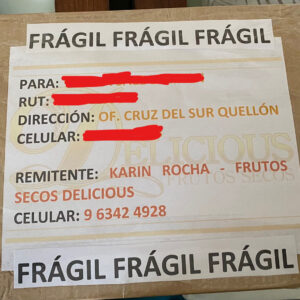 FRÁGIL FRÁGIL FRÁGIL
PARA:
RUT:
DIRECCIÓN: OF. CRUZ DEL SUR QUELLÓN
CELULAR:
DELICIOUS
FRUTOS SECOS
REMITENTE: KARIN ROCHA - FRUTOS
SECOS DELICIOUS
CELULAR: 9 6342 4928
FRÁGIL FRÁGIL FRÁGIL